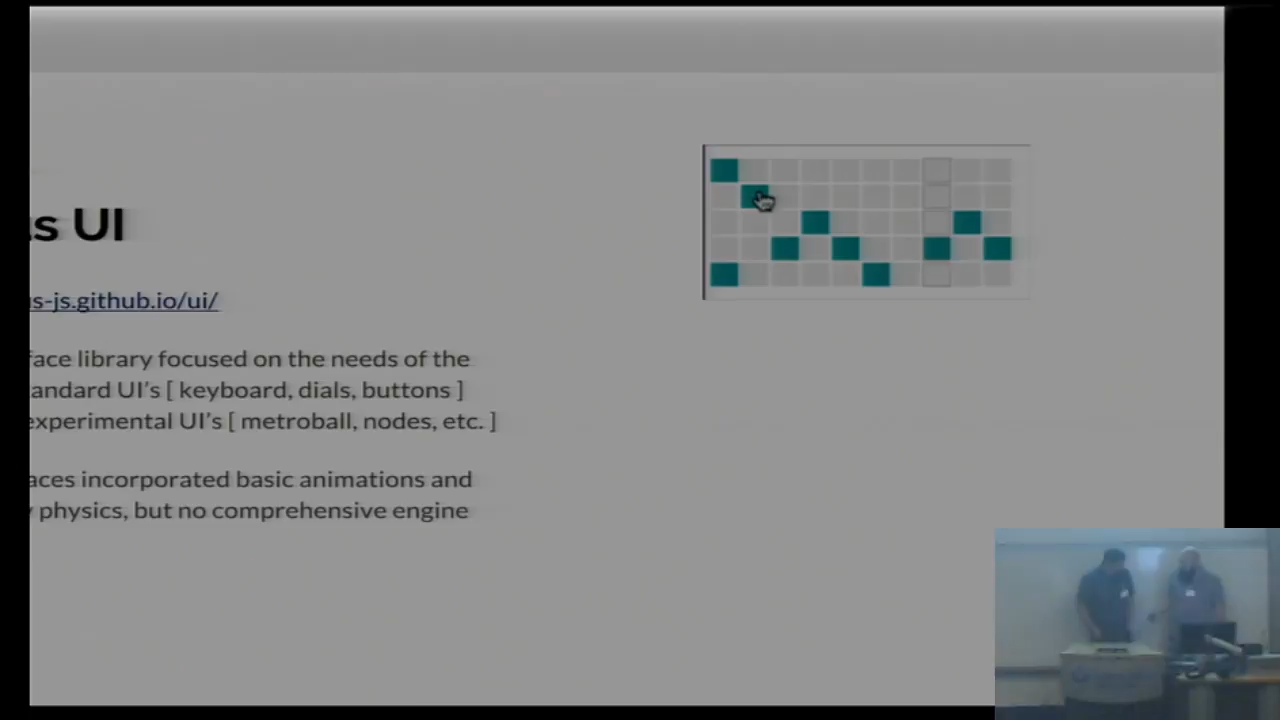 s UI
s-js.github.io/ui/
face library focused on the needs of the
andard UI's [ keyboard, dials, buttons ]
experimental UI's [ metroball, nodes, etc. ]
aces incorporated basic animations and
physics, but no comprehensive engine